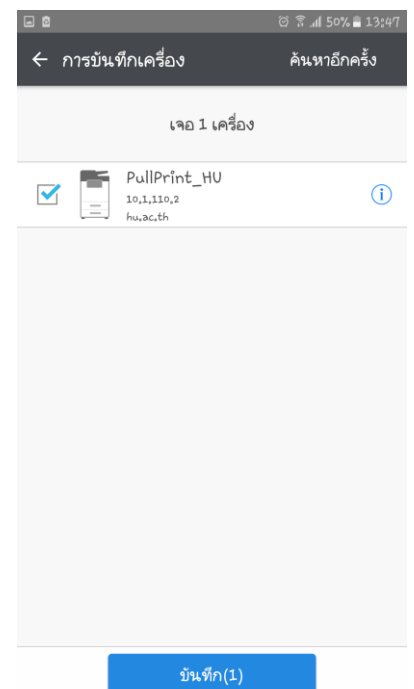 50% 13:47
← การบันทึกเครื่อง ค้นหาอีกครั้ง
เจอ 1 เครื่อง
PullPrint_HU
10.1.110.2
hu.ac.th
บันทึก(1)